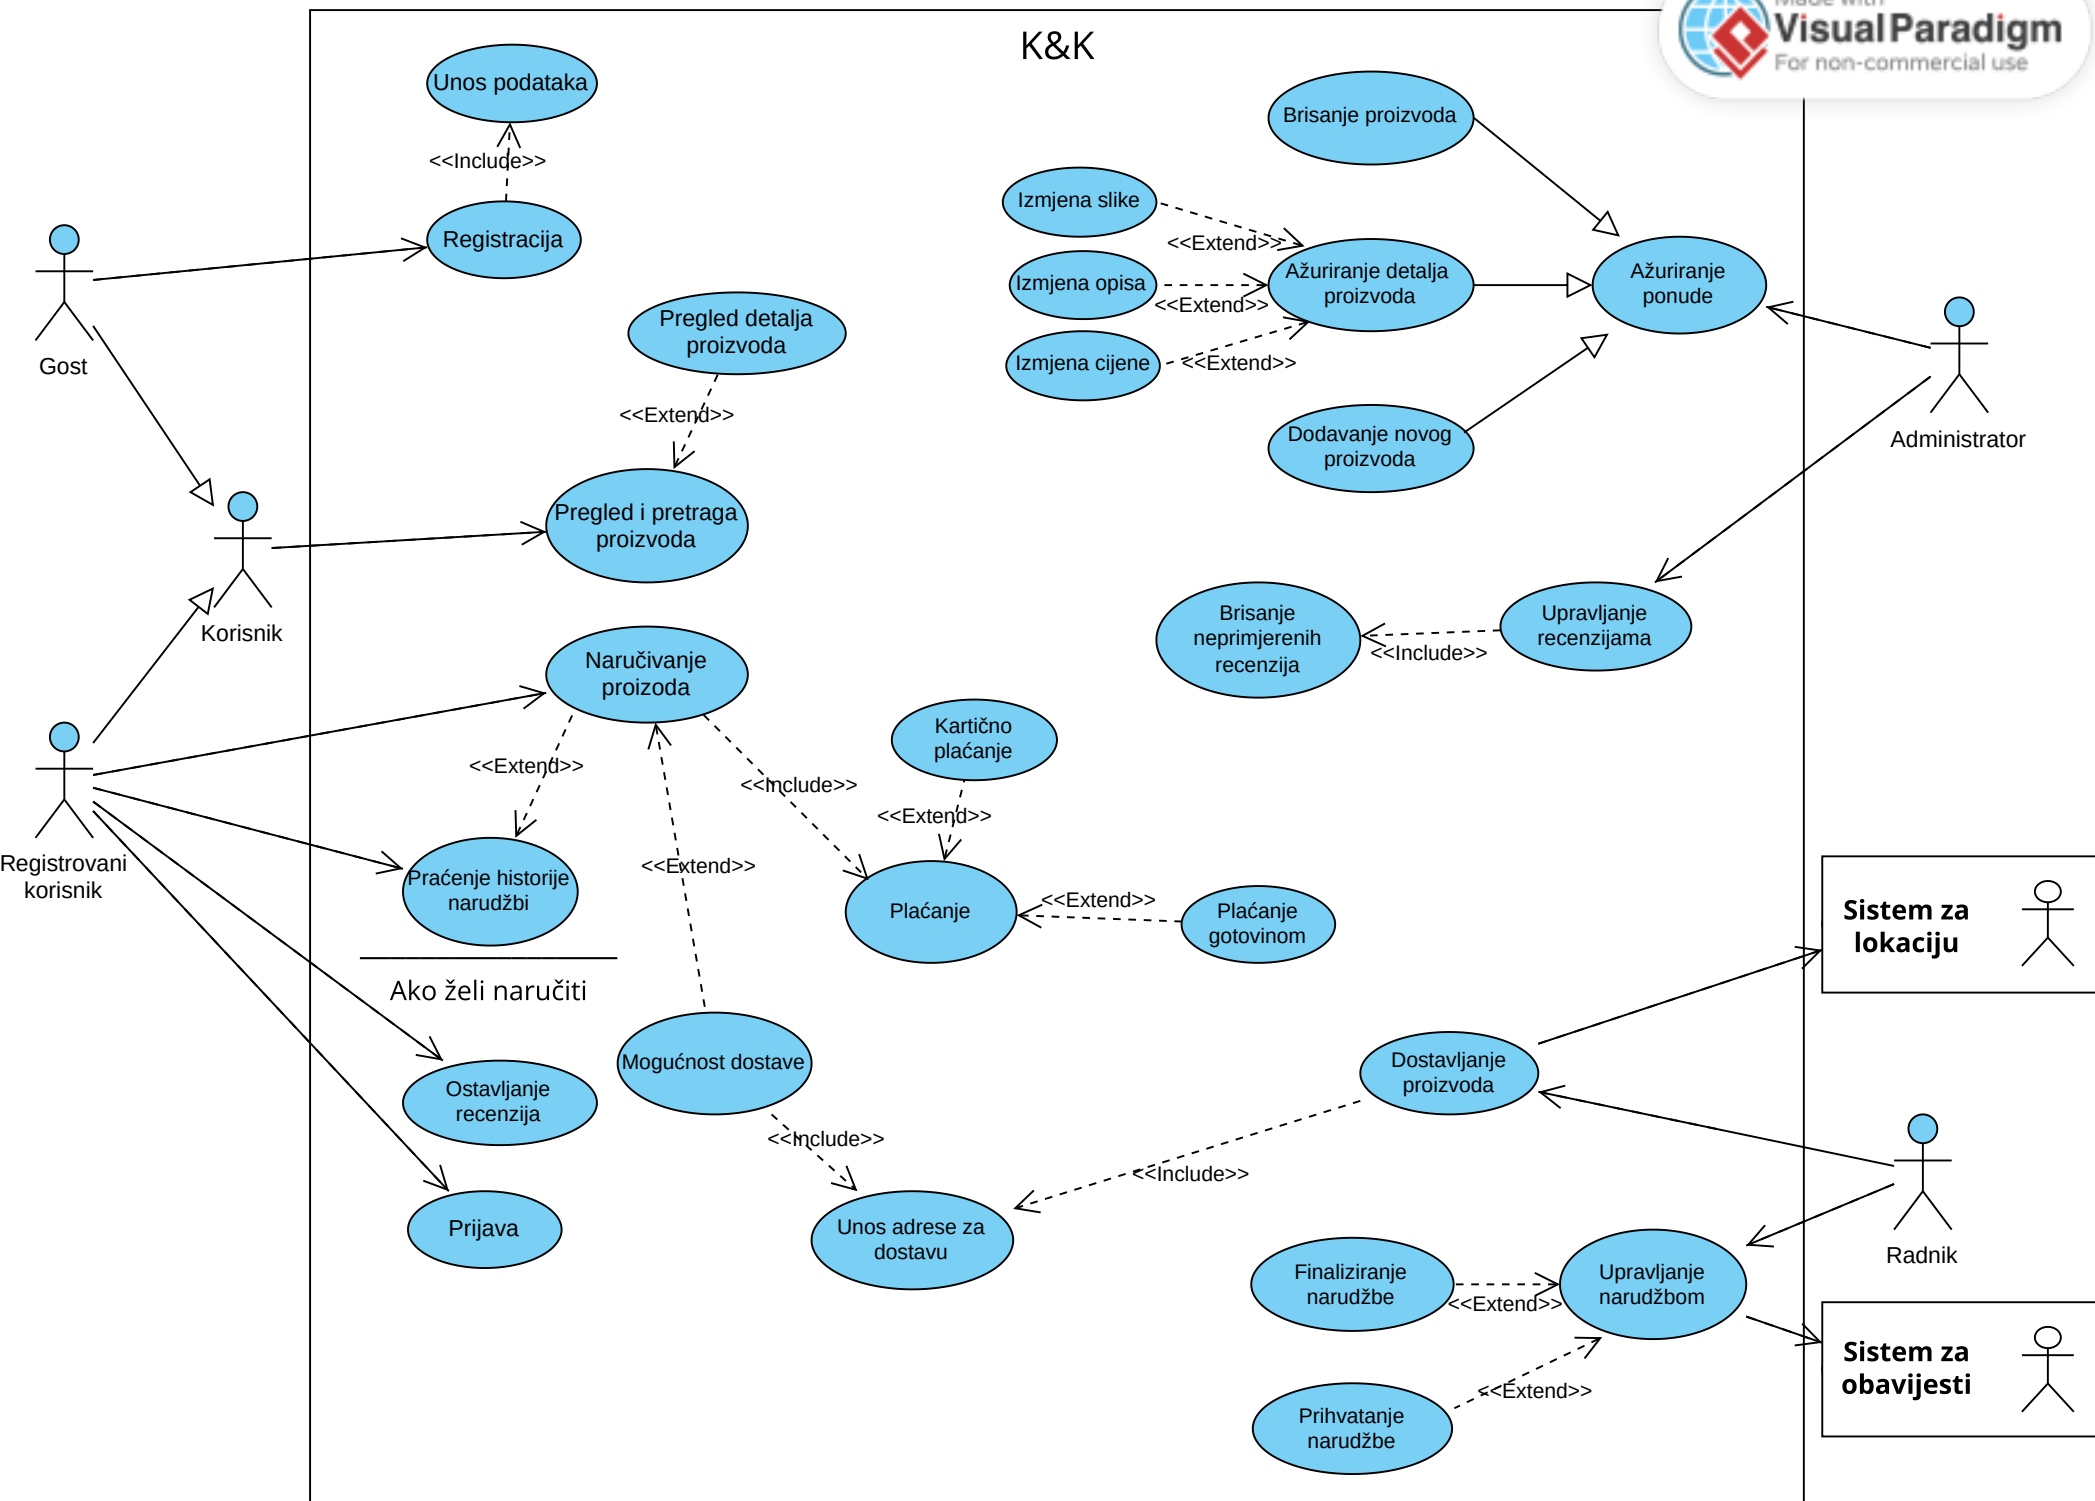 Made with
Visual Paradigm
For non-commercial use
K&K
Unos podataka
<<Include>>
Registracija
Gost
Pregled detalja
proizvoda
<<Extend>>
Pregled i pretraga
proizvoda
Korisnik
Brisanje proizvoda
Izmjena slike
<<Extend>>
Izmjena opisa
<<Extend>>
Izmjena cijene
<<Extend>>
Ažuriranje detalja
proizvoda
Ažuriranje
ponude
Dodavanje novog
proizvoda
Administrator
Brisanje
neprimjerenih
recenzija
<<Include>>
Upravljanje
recenzijama
Naručivanje
proizoda
<<Extend>>
<<Include>>
<<Extend>>
Kartično
plaćanje
<<Extend>>
Plaćanje
<<Extend>>
Plaćanje
gotovinom
Registrovani
korisnik
Praćenje historije
narudžbi
Ako želi naručiti
Ostavljanje
recenzija
Prijava
Mogućnost dostave
<<Include>>
Unos adrese za
dostavu
<<Include>>
Dostavljanje
proizvoda
Sistem za
lokaciju
Radnik
Finaliziranje
narudžbe
<<Extend>>
Upravljanje
narudžbom
<<Extend>>
Prihvatanje
narudžbe
Sistem za
obavijesti